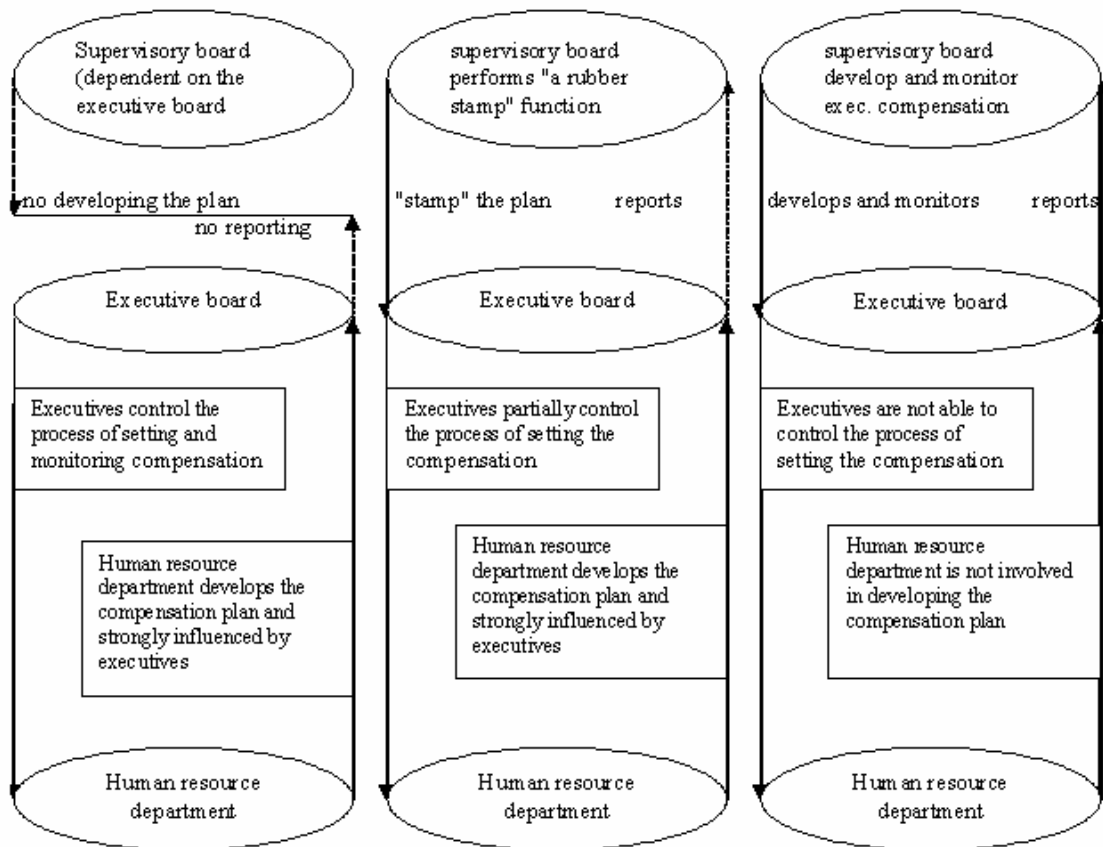 Supervisory board
(dependent on the
executive board
no developing the plan
no reporting
Executive board
Executives control the
process of setting and
monitoring compensation
Human resource
department develops the
compensation plan and
strongly influenced by
executives
Human resource
department
supervisory board
performs "a rubber
stamp" function
"stamp" the plan
reports
Executive board
Executives partially control
the process of setting the
compensation
Human resource
department develops the
compensation plan and
strongly influenced by
executives
Human resource
department
supervisory board
develop and monitor
exec. compensation
develops and monitors
reports
Executive board
Executives are not able to
control the process of
setting the compensation
Human resource
department is not involved
in developing the
compensation plan
Human resource
department